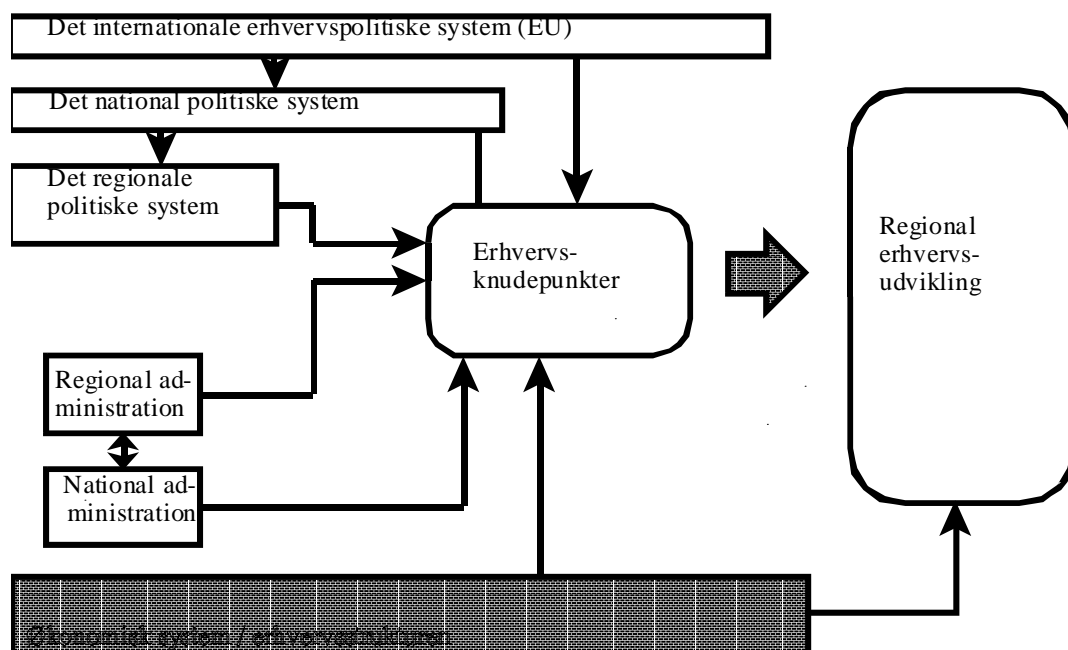 Det internationale erhvervspolitiske system (EU)
Det national politiske system
Det regionale
politiske system
Erhvervs-
knudepunkter
Regional
erhvervs-
udvikling
Regional ad-
ministration
National ad-
ministration
Økonomisk system / erhvervsstrukturen